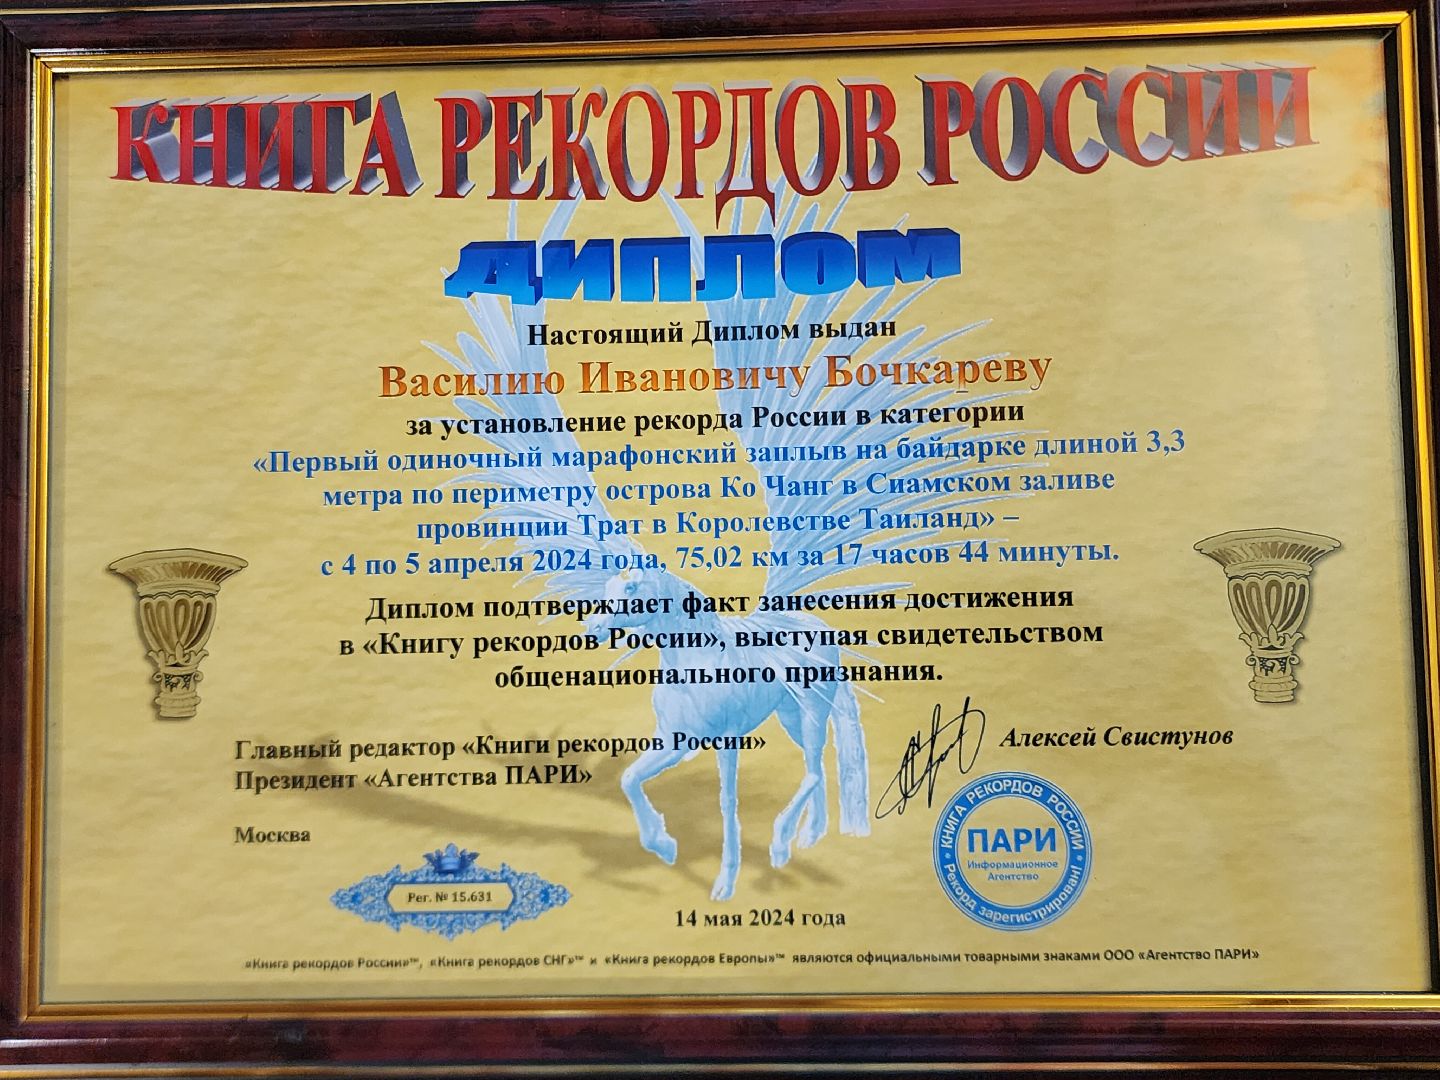 КНИГА РЕКОРДОВ РОССИИ
ДИПЛОМ
Настоящий Диплом выдан
Василию Ивановичу Бочкареву
за установление рекорда России в категории
«Первый одиночный марафонский заплыв на байдарке длиной 3,3
метра по периметру острова Ко Чанг в Сиамском заливе
провинции Трат в Королевстве Таиланд» –
с 4 по 5 апреля 2024 года, 75,02 км за 17 часов 44 минуты.
Диплом подтверждает факт занесения достижения
в «Книгу рекордов России», выступая свидетельством
общенационального признания.
Главный редактор «Книги рекордов России»
Президент «Агентства ПАРИ»
Алексей Свистунов
Москва
КНИГА РЕКОРДОВ РОССИИ
ПАРИ
Информационное
Агентство
Рекорд зарегистрирован!
Рег. № 15.631
14 мая 2024 года
«Книга рекордов России»™, «Книга рекордов СНГ»™ и «Книга рекордов Европы»™ являются официальными товарными знаками ООО «Агентство ПАРИ»